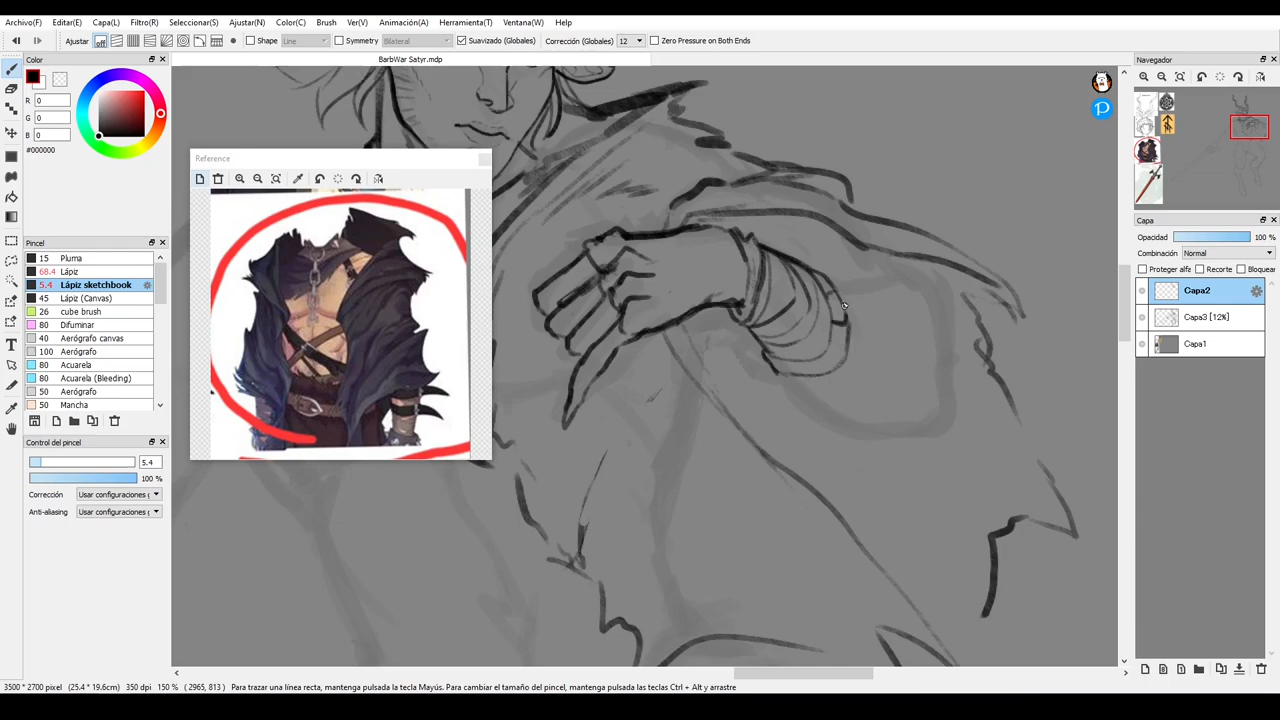 Archivo(F) Editar(E) Capa(L) Filtro(R) Seleccionar(S) Ajustar(N) Color(C) Brush Ver(V) Animación(A) Herramienta(T) Ventana(W) Help
Ajustar off Shape Line Symmetry Bilateral Suavizado (Globales) Corrección (Globales) 12 Zero Pressure on Both Ends
Color
BarbWar Satyr.mdp
Navegador
R 0
G 0
B 0
#000000
Reference
Capa
Opacidad 100 %
Combinación Normal
Proteger alfa Recorte Bloquear
Capa2
Capa3 [12%]
Capa1
Pincel
15 Pluma
68.4 Lápiz
5.4 Lápiz sketchbook
45 Lápiz (Canvas)
26 cube brush
80 Difuminar
40 Aerógrafo canvas
100 Aerógrafo
80 Acuarela
80 Acuarela (Bleeding)
50 Aerógrafo
50 Mancha
Control del pincel
5.4
100 %
Corrección Usar configuraciones g
Anti-aliasing Usar configuraciones g
3500 * 2700 pixel (25.4 * 19.6cm) 350 dpi 150 % ( 2965, 813 ) Para trazar una línea recta, mantenga pulsada la tecla Mayús. Para cambiar el tamaño del pincel, mantenga pulsadas las teclas Ctrl + Alt y arrastre